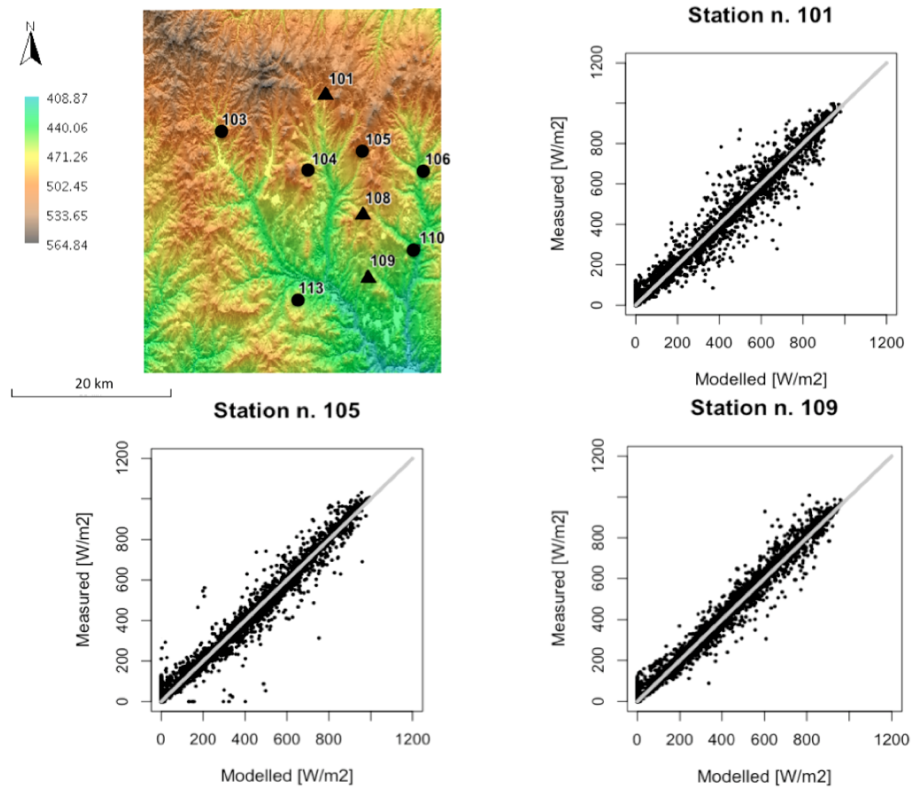 N
408.87
440.06
471.26
502.45
533.65
564.84
101
103
105
104
106
108
110
109
113
20 km
Station n. 101
Measured [W/m2]
0 200 400 600 800 1200
0 200 400 600 800 1200
Modelled [W/m2]
Station n. 105
Measured [W/m2]
0 200 400 600 800 1200
0 200 400 600 800 1200
Modelled [W/m2]
Station n. 109
Measured [W/m2]
0 200 400 600 800 1200
0 200 400 600 800 1200
Modelled [W/m2]